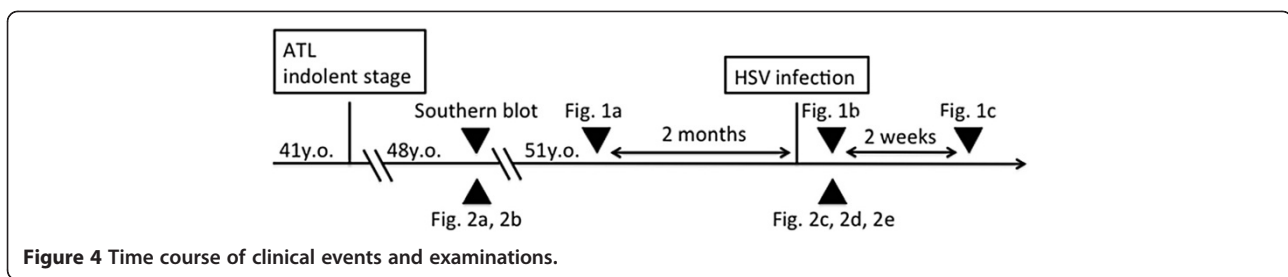 ATL
indolent stage
HSV infection
Southern blot
Fig. 1a
Fig. 1b
Fig. 1c
2 months
2 weeks
41y.o.
48y.o.
51y.o.
Fig. 2a, 2b
Fig. 2c, 2d, 2e
Figure 4 Time course of clinical events and examinations.